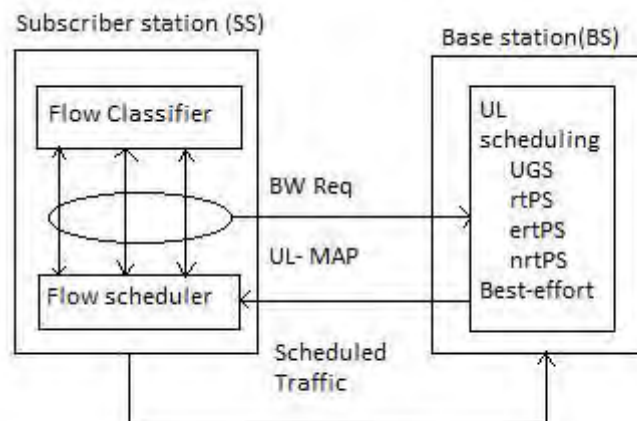 Subscriber station (SS)
Base station(BS)
Flow Classifier
UL
scheduling
UGS
rtPS
ertPS
nrtPS
Best-effort
BW Req
UL- MAP
Flow scheduler
Scheduled
Traffic